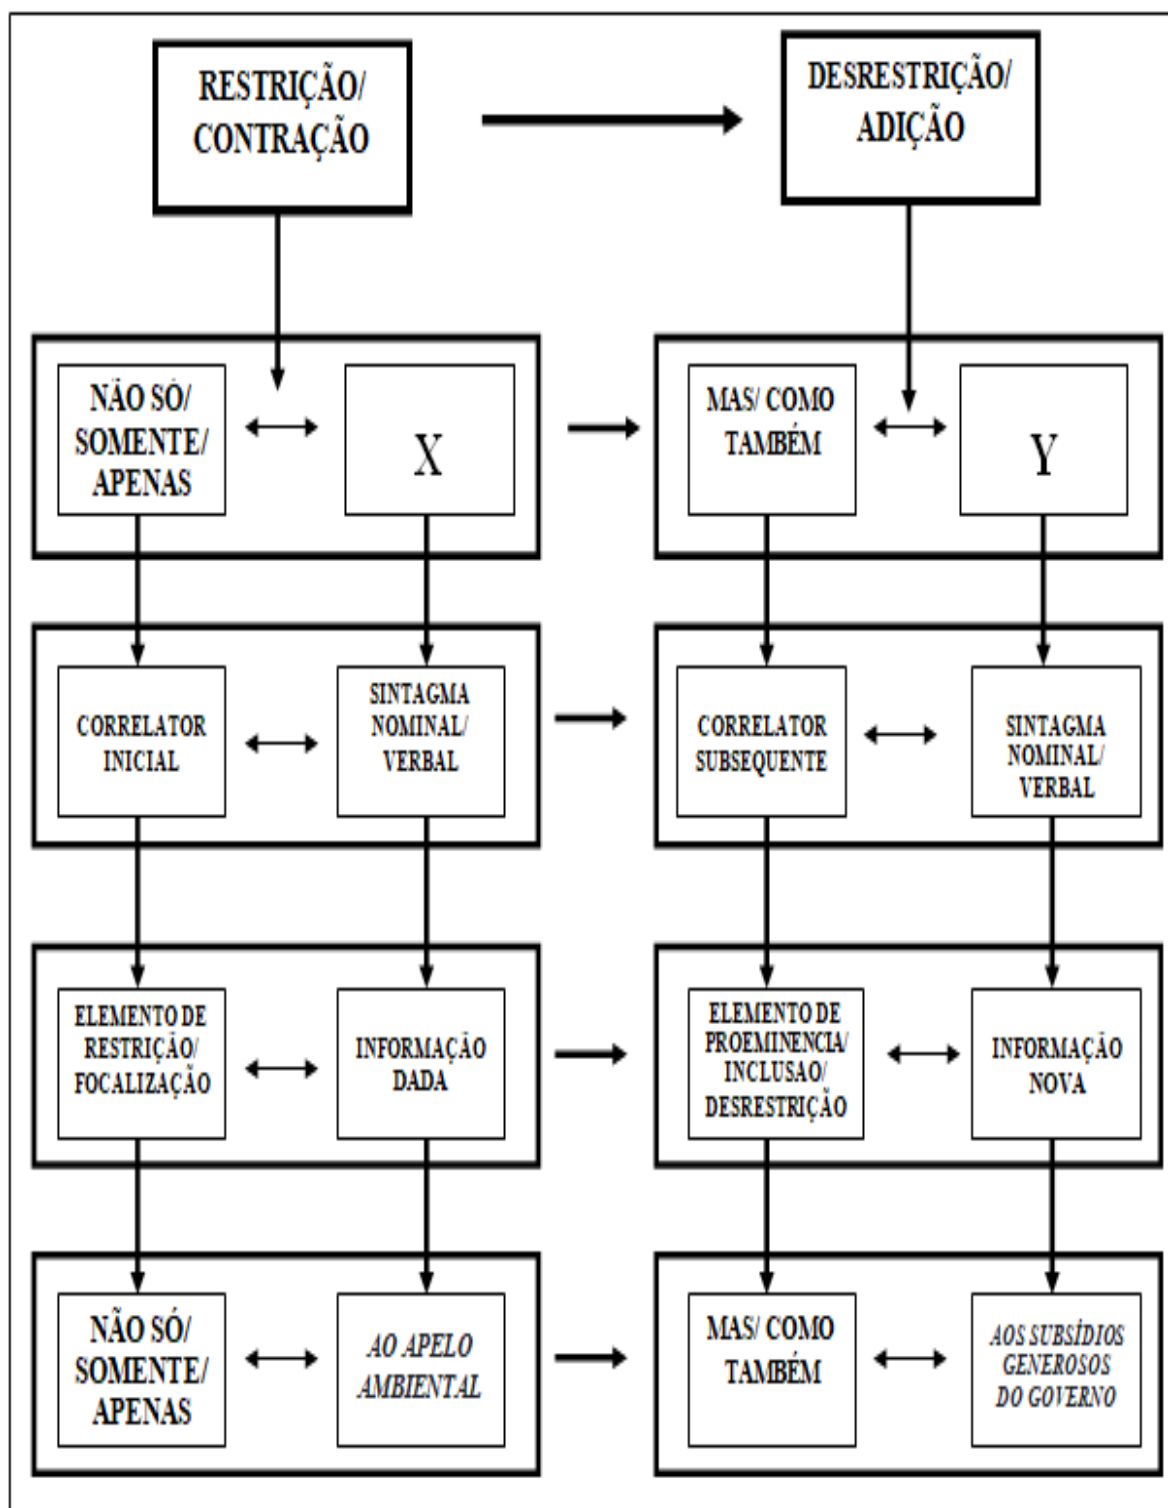 RESTRIÇÃO/
CONTRAÇÃO
DESRESTRIÇÃO/
ADIÇÃO
NÃO SÓ/
SOMENTE/
APENAS
X
MAS/ COMO
TAMBÉM
Y
CORRELATOR
INICIAL
SINTAGMA
NOMINAL/
VERBAL
CORRELATOR
SUBSEQUENTE
SINTAGMA
NOMINAL/
VERBAL
ELEMENTO DE
RESTRIÇÃO/
FOCALIZAÇÃO
INFORMAÇÃO
DADA
ELEMENTO DE
PROEMINENCIA/
INCLUSAO/
DESRESTRIÇÃO
INFORMAÇÃO
NOVA
NÃO SÓ/
SOMENTE/
APENAS
AO APELO
AMBIENTAL
MAS/ COMO
TAMBÉM
AOS SUBSÍDIOS
GENEROSOS
DO GOVERNO